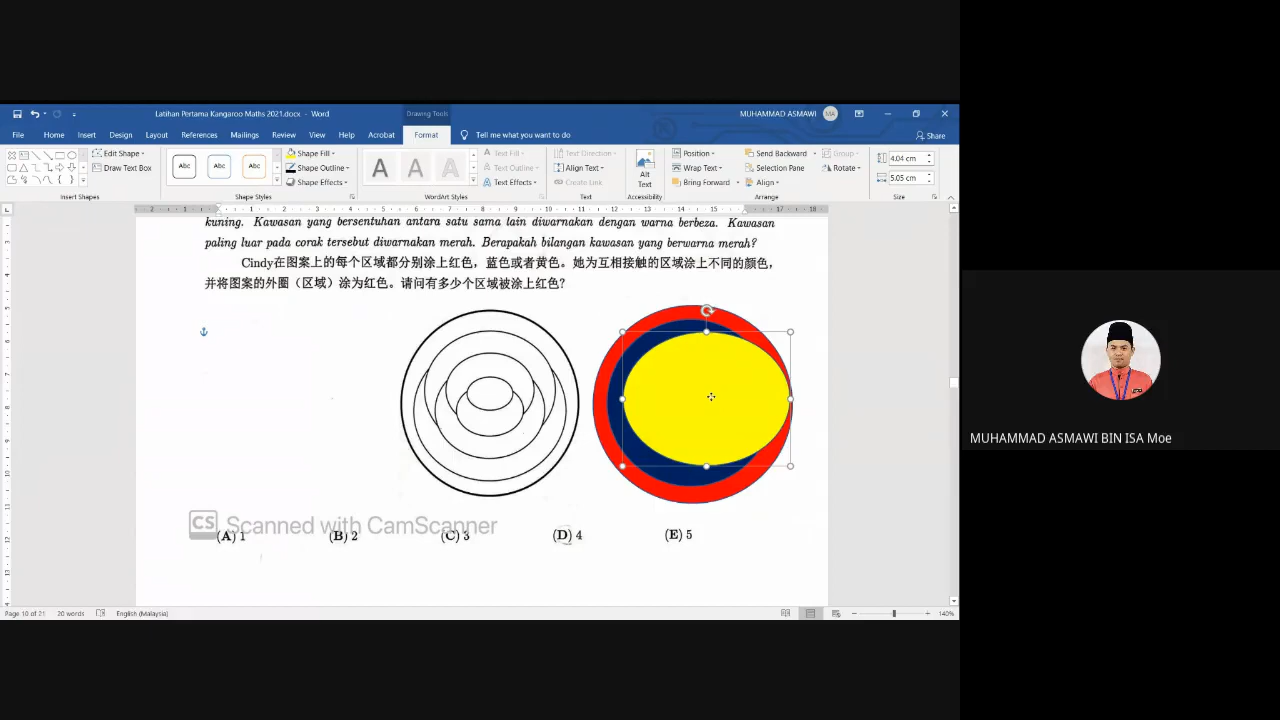 Latihan Pertama Kangaroo Maths 2021.docx - Word
Drawing Tools
MUHAMMAD ASMAWI
MA
File Home Insert Design Layout References Mailings Review View Help Acrobat Format Tell me what you want to do
Share
Edit Shape
Draw Text Box
Insert Shapes
Abc Abc Abc
Shape Fill
Shape Outline
Shape Effects
Shape Styles
A A A
Text Fill
Text Outline
Text Effects
WordArt Styles
Text Direction
Align Text
Create Link
Text
Alt
Text
Accessibility
Position
Wrap Text
Bring Forward
Send Backward
Selection Pane
Align
Group
Rotate
Arrange
4.04 cm
5.05 cm
Size
kuning. Kawasan yang bersentuhan antara satu sama lain diwarnakan dengan warna berbeza. Kawasan
paling luar pada corak tersebut diwarnakan merah. Berapakah bilangan kawasan yang berwarna merah?
Cindy在图案上的每个区域都分别涂上红色，蓝色或者黄色。她为互相接触的区域涂上不同的颜色，
并将图案的外圈（区域）涂为红色。请问有多少个区域被涂上红色？
CS Scanned with CamScanner
(A) 1 (B) 2 (C) 3 (D) 4 (E) 5
MUHAMMAD ASMAWI BIN ISA Moe
Page 10 of 21 20 words English (Malaysia) 140%